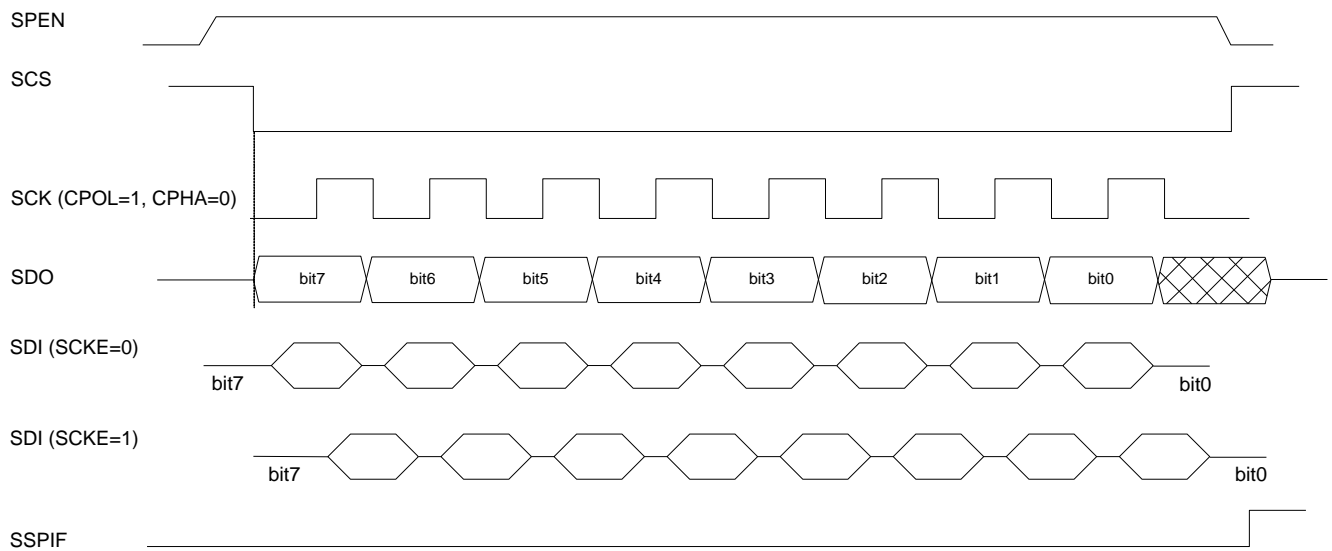 SPEN
SCS
SCK (CPOL=1, CPHA=0)
SDO
bit7 bit6 bit5 bit4 bit3 bit2 bit1 bit0
SDI (SCKE=0)
bit7 bit0
SDI (SCKE=1)
bit7 bit0
SSPIF